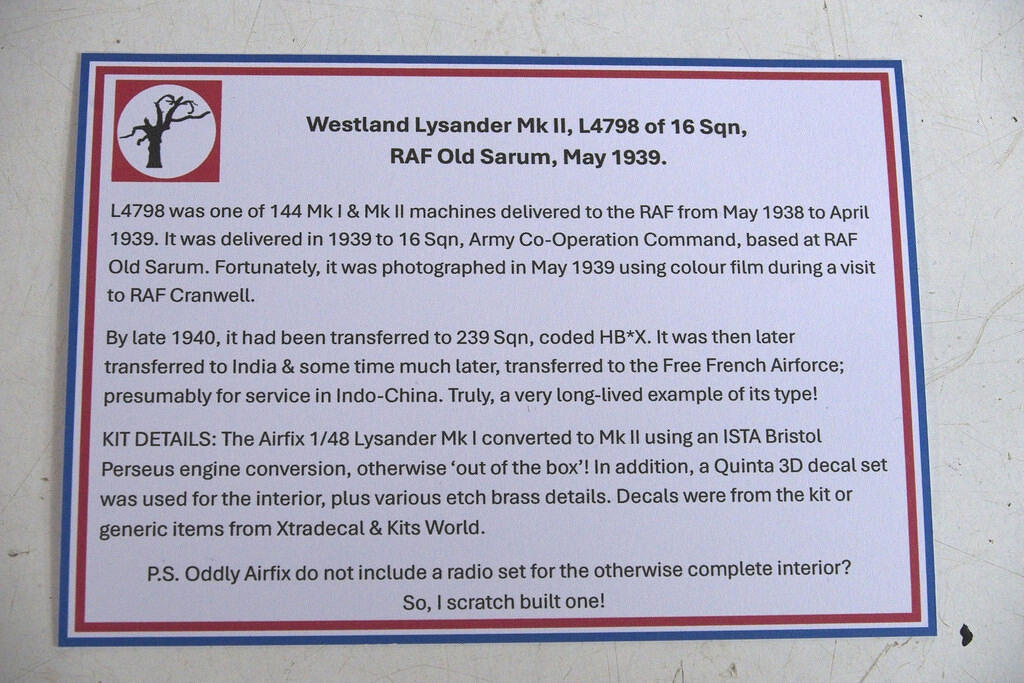 Westland Lysander Mk II, L4798 of 16 Sqn,
RAF Old Sarum, May 1939.
L4798 was one of 144 Mk I & Mk II machines delivered to the RAF from May 1938 to April
1939. It was delivered in 1939 to 16 Sqn, Army Co-Operation Command, based at RAF
Old Sarum. Fortunately, it was photographed in May 1939 using colour film during a visit
to RAF Cranwell.
By late 1940, it had been transferred to 239 Sqn, coded HB*X. It was then later
transferred to India & some time much later, transferred to the Free French Airforce;
presumably for service in Indo-China. Truly, a very long-lived example of its type!
KIT DETAILS: The Airfix 1/48 Lysander Mk I converted to Mk II using an ISTA Bristol
Perseus engine conversion, otherwise ‘out of the box’! In addition, a Quinta 3D decal set
was used for the interior, plus various etch brass details. Decals were from the kit or
generic items from Xtradecal & Kits World.
P.S. Oddly Airfix do not include a radio set for the otherwise complete interior?
So, I scratch built one!